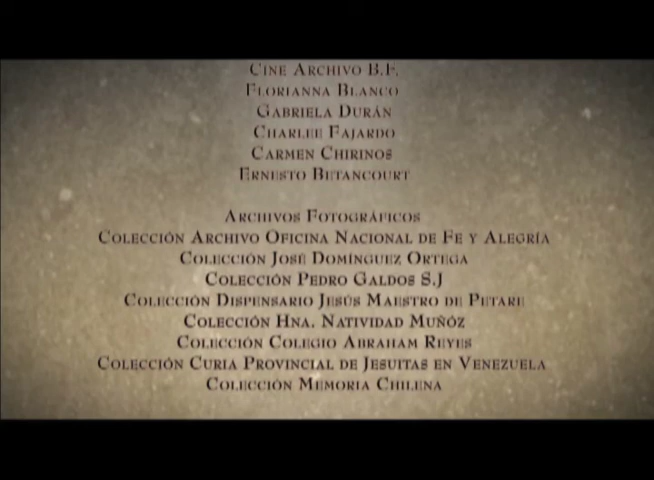 Cine Archivo B.F.
Florianna Blanco
Gabriela Durán
Charlee Fajardo
Carmen Chirinos
Ernesto Betancourt
Archivos Fotográficos
Colección Archivo Oficina Nacional de Fe y Alegría
Colección José Domínguez Ortega
Colección Pedro Galdos S.J
Colección Dispensario Jesús Maestro de Petare
Colección Hna. Natividad Muñóz
Colección Colegio Abraham Reyes
Colección Curia Provincial de Jesuitas en Venezuela
Colección Memoria Chilena